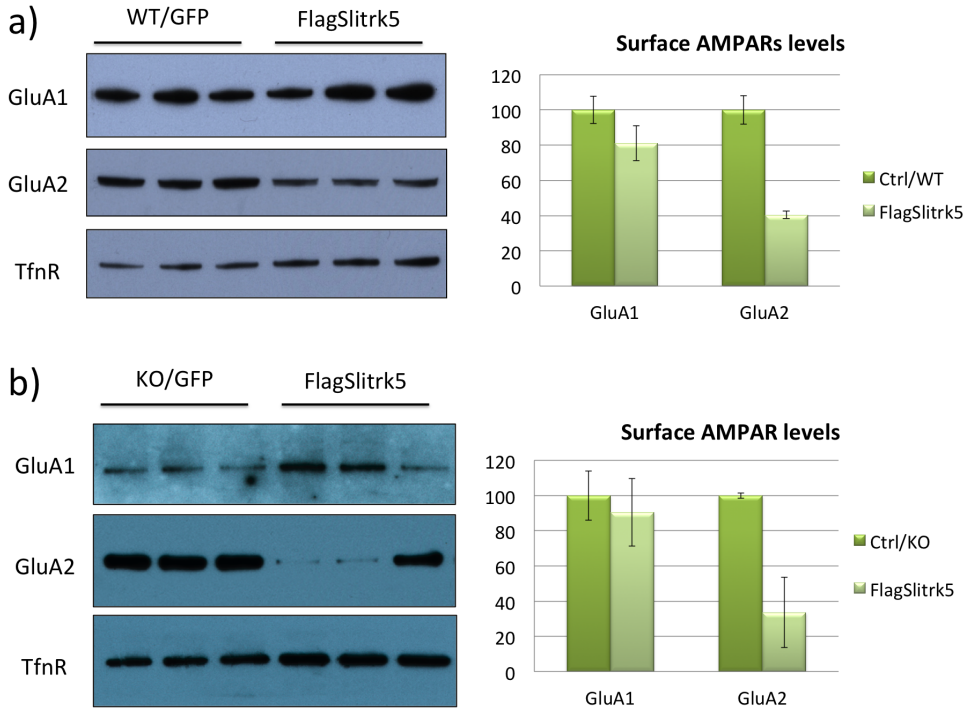 a)
WT/GFP FlagSlitrk5
GluA1
GluA2
TfnR
Surface AMPARs levels
120
100
80
60
40
20
0
GluA1 GluA2
Ctrl/WT
FlagSlitrk5
b)
KO/GFP FlagSlitrk5
GluA1
GluA2
TfnR
Surface AMPAR levels
120
100
80
60
40
20
0
GluA1 GluA2
Ctrl/KO
FlagSlitrk5